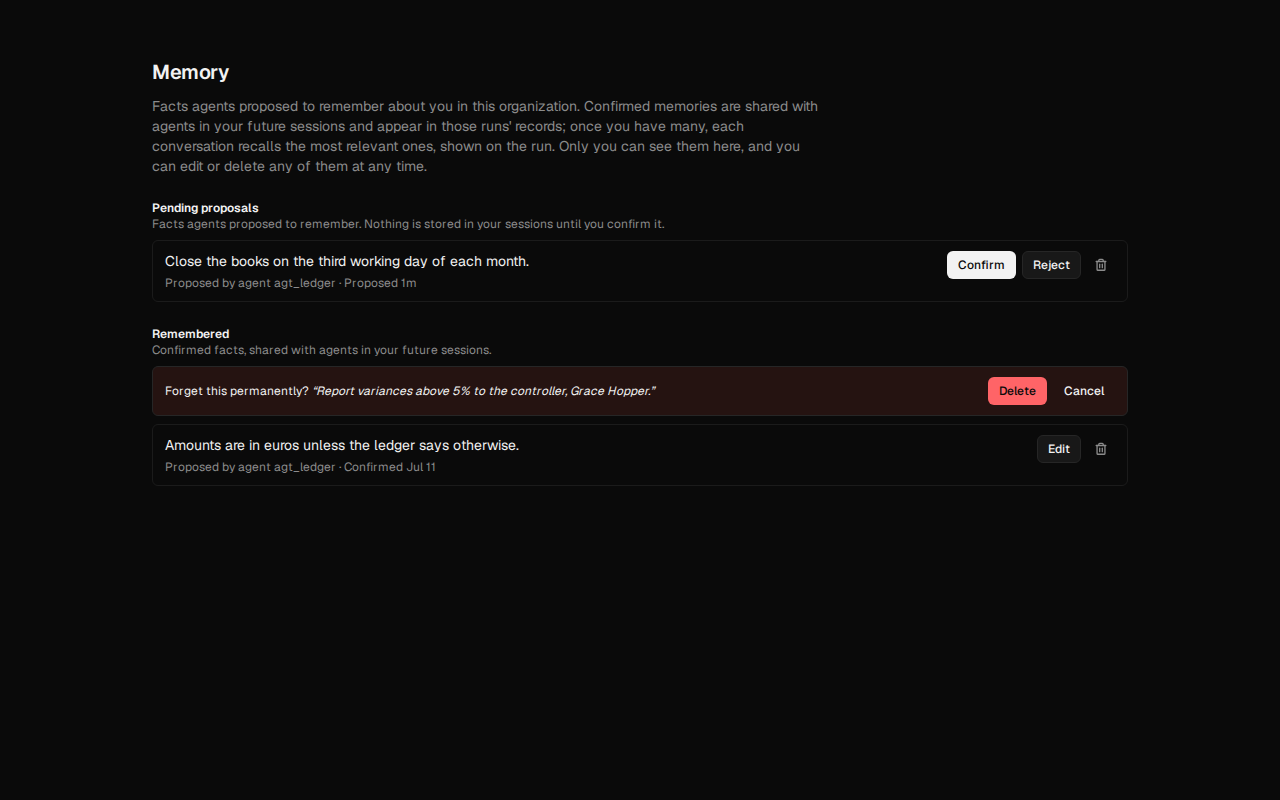 Memory
Facts agents proposed to remember about you in this organization. Confirmed memories are shared with
agents in your future sessions and appear in those runs' records; once you have many, each
conversation recalls the most relevant ones, shown on the run. Only you can see them here, and you
can edit or delete any of them at any time.
Pending proposals
Facts agents proposed to remember. Nothing is stored in your sessions until you confirm it.
Close the books on the third working day of each month.
Confirm
Reject
Proposed by agent agt_ledger · Proposed 1m
Remembered
Confirmed facts, shared with agents in your future sessions.
Forget this permanently? “Report variances above 5% to the controller, Grace Hopper.”
Delete
Cancel
Amounts are in euros unless the ledger says otherwise.
Edit
Proposed by agent agt_ledger · Confirmed Jul 11